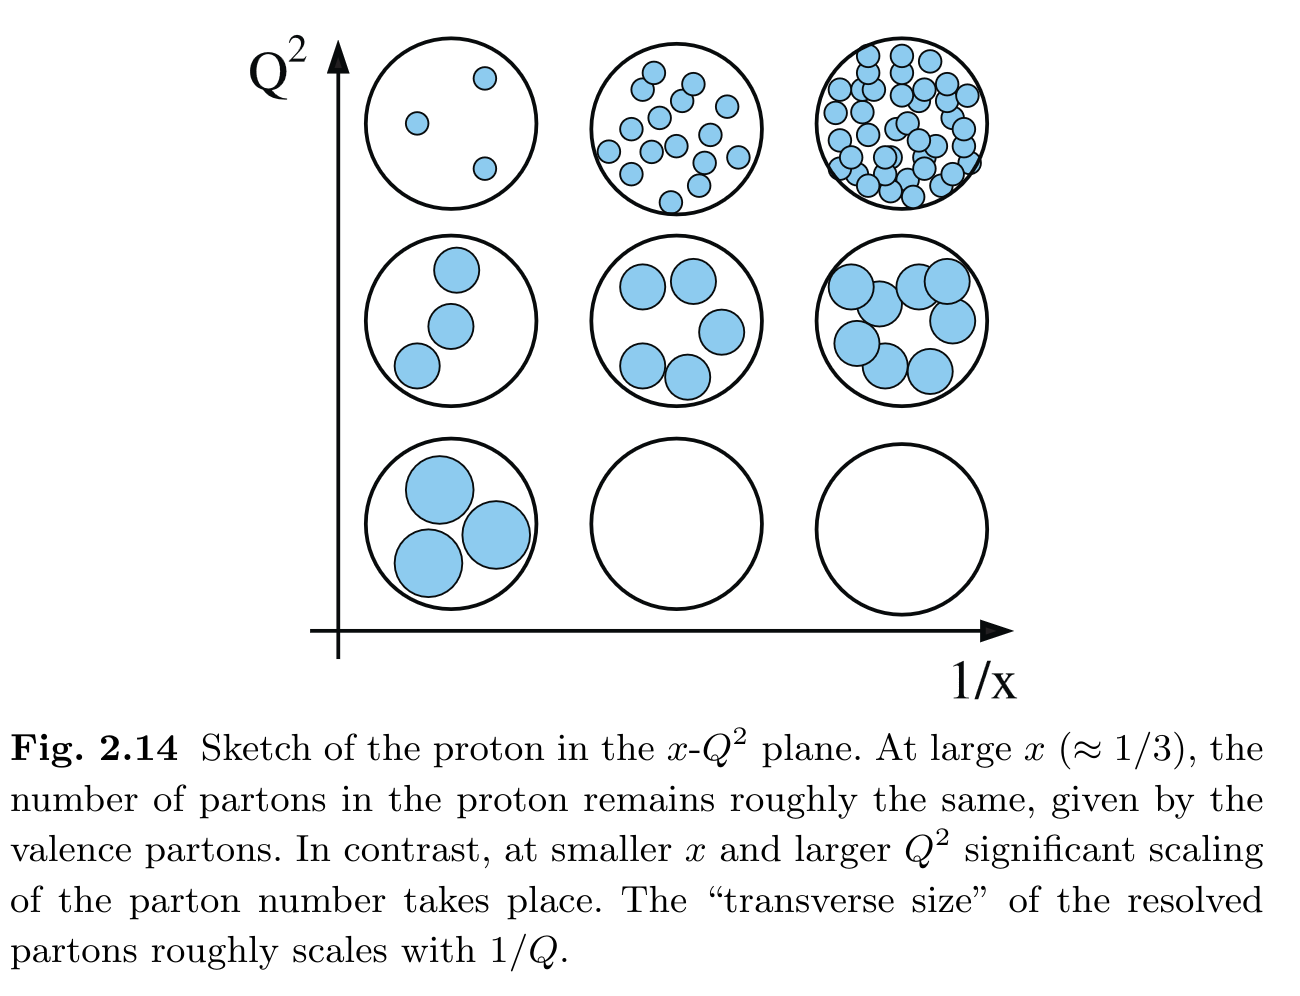 Q²
1/x
Fig. 2.14 Sketch of the proton in the x-Q² plane. At large x (≈ 1/3), the
number of partons in the proton remains roughly the same, given by the
valence partons. In contrast, at smaller x and larger Q² significant scaling
of the parton number takes place. The “transverse size” of the resolved
partons roughly scales with 1/Q.